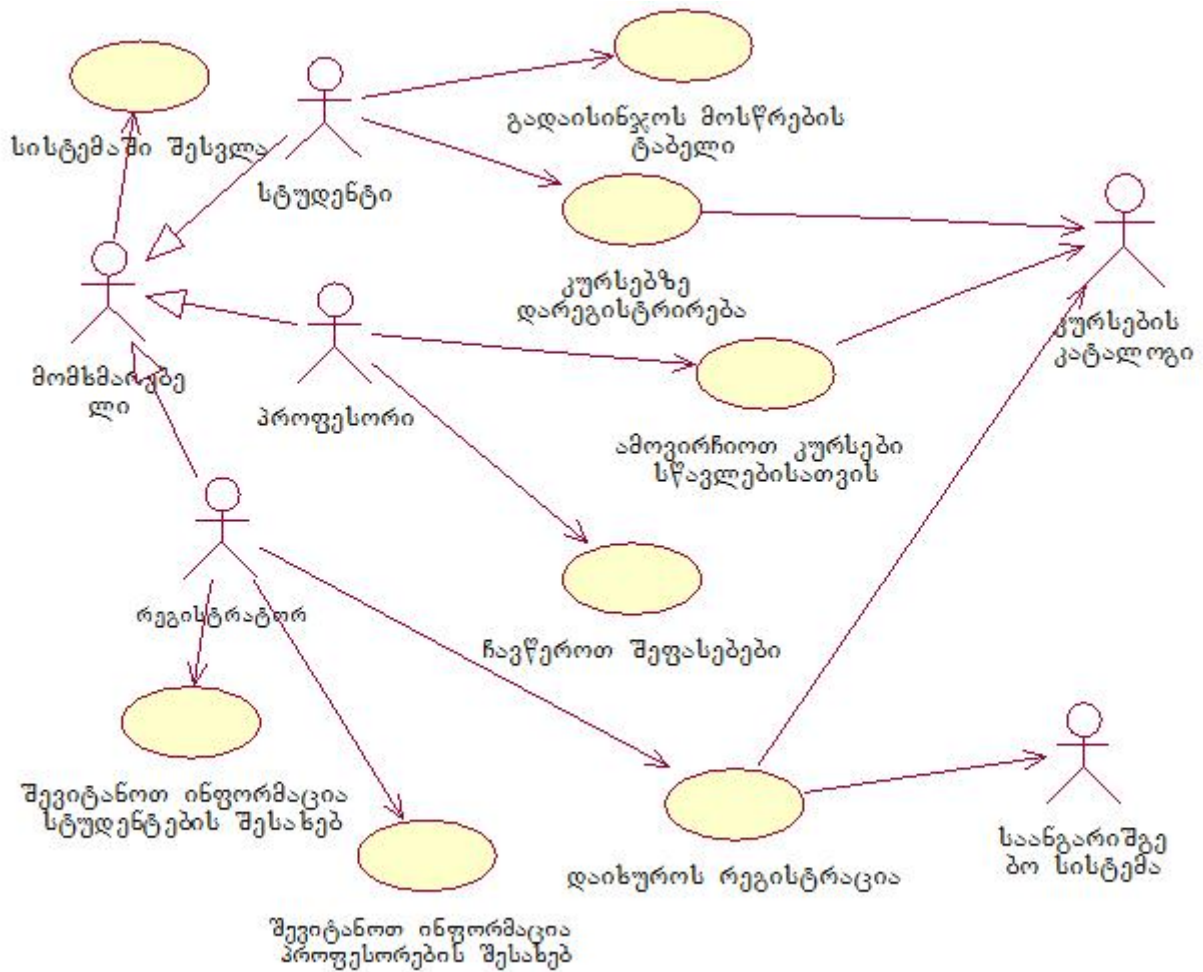 გადაისინჯოს მოსწრების
ტაბელი
სისტემაში შესვლა
სტუდენტი
კურსებზე
დარეგისტრირება
კურსების
კატალოგი
მომხმარებე
ლი
პროფესორი
ამოვირჩიოთ კურსები
სწავლებისათვის
რეგისტრატორ
ჩავწეროთ შეფასებები
შევიტანოთ ინფორმაცია
სტუდენტების შესახებ
დაიხუროს რეგისტრაცია
საანგარიშგე
ბო სისტემა
შევიტანოთ ინფორმაცია
პროფესორების შესახებ